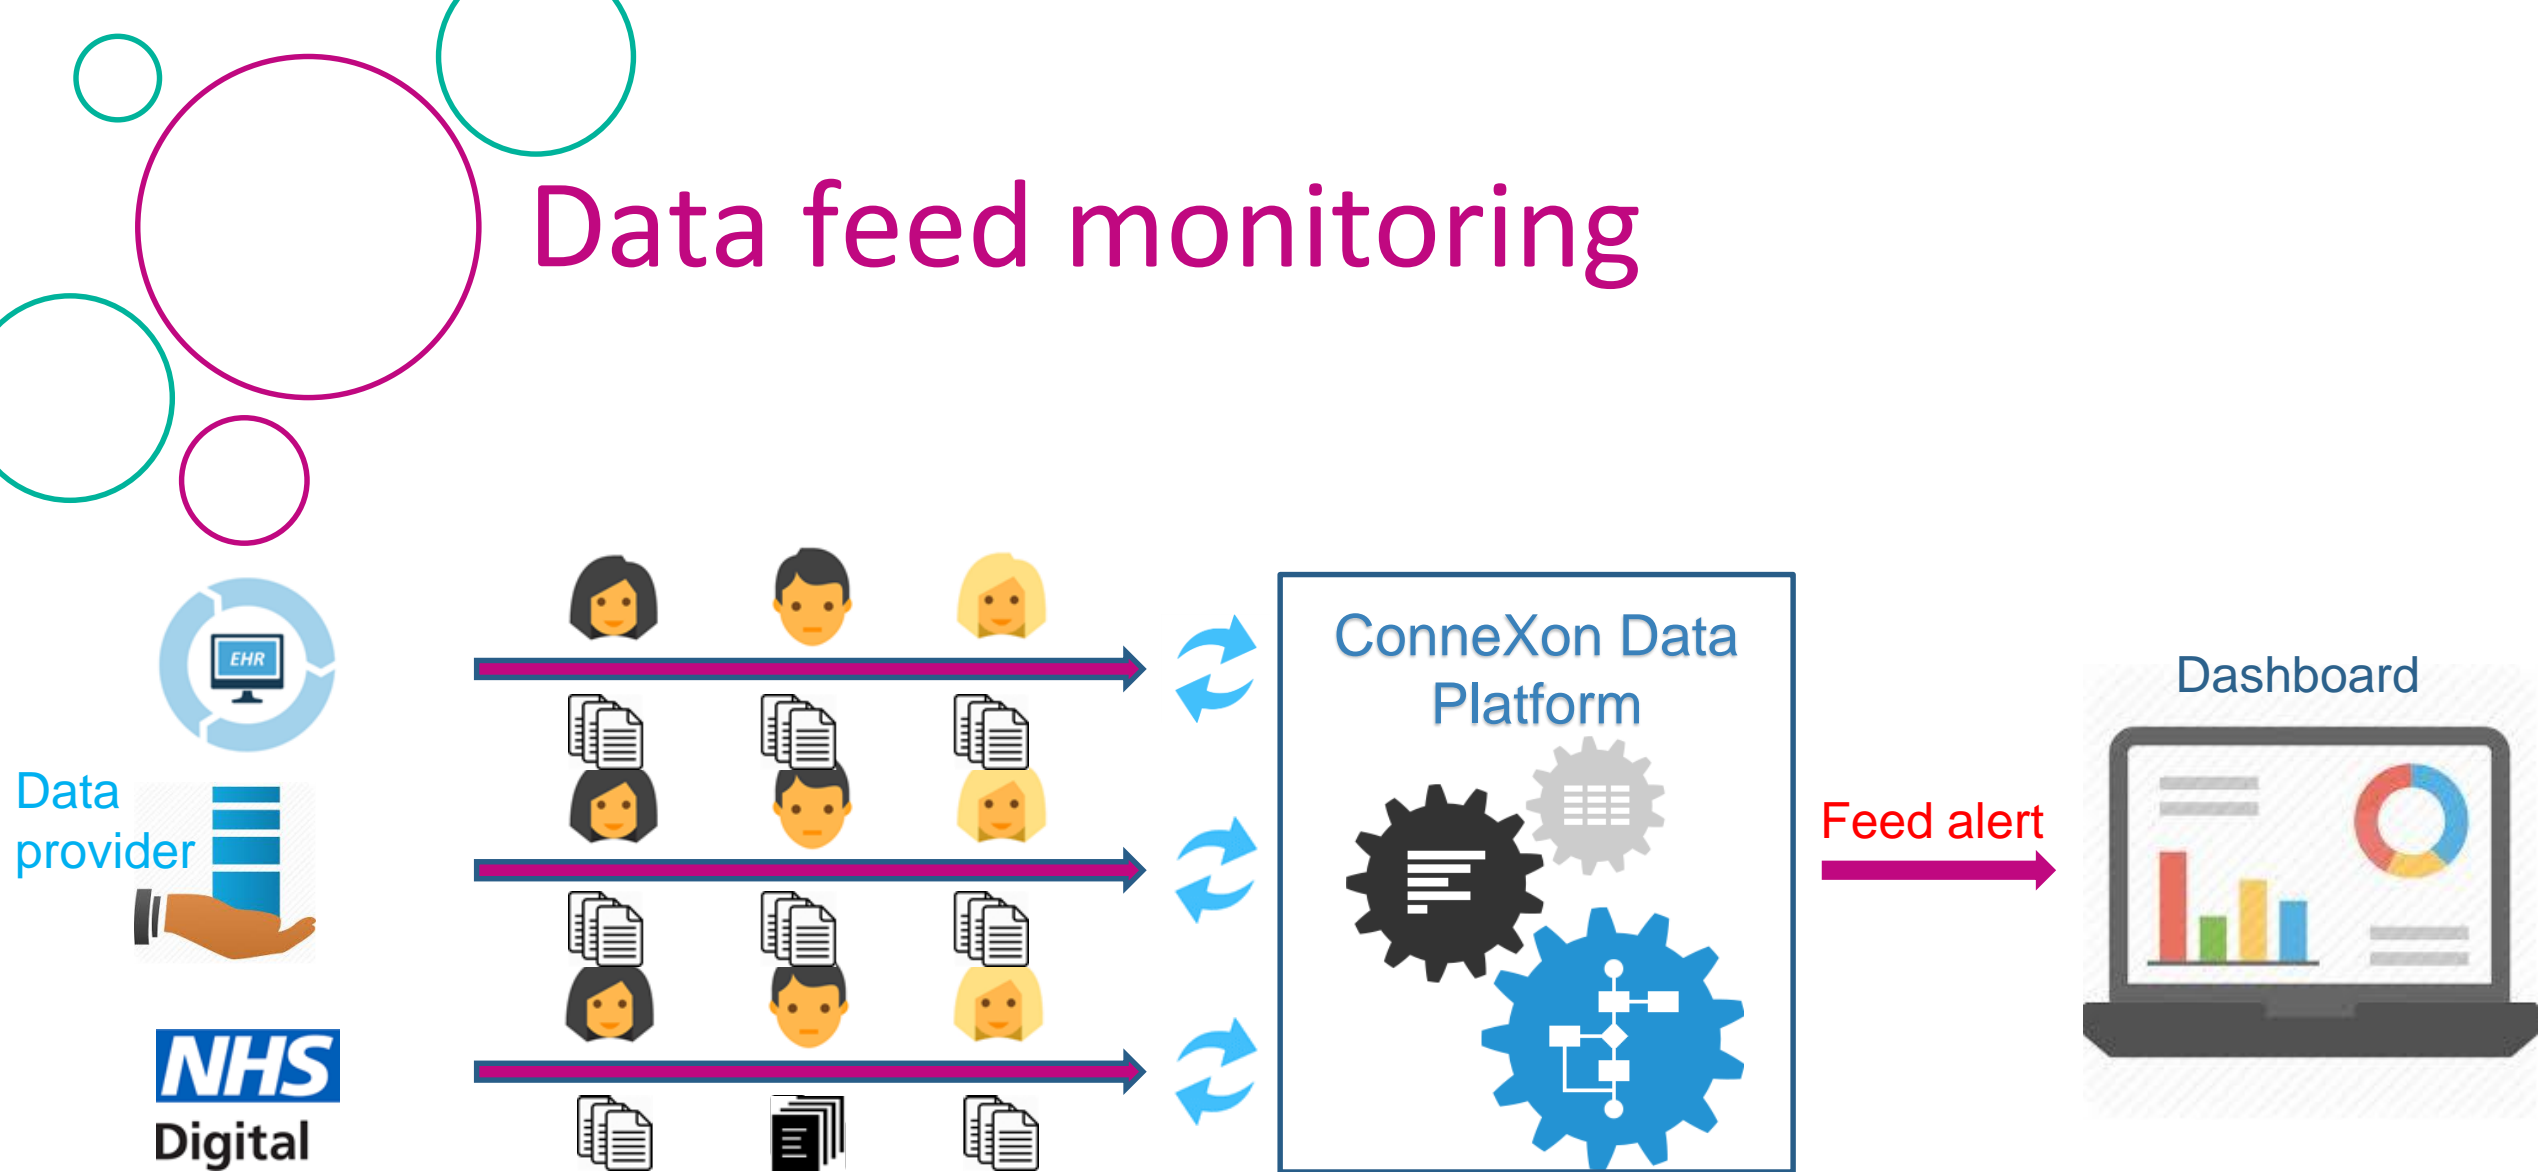 Data feed monitoring
EHR
Data
provider
NHS
Digital
ConneXon Data
Platform
Feed alert
Dashboard